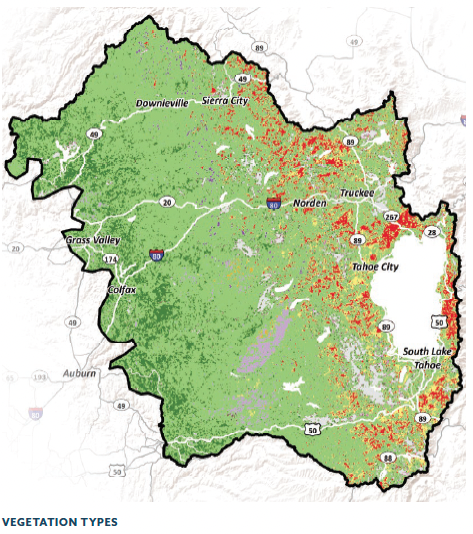 89
49
49
Downieville
Sierra City
49
89
20
80
Norden
Truckee
267
28
Grass Valley
20
80
89
Tahoe City
174
Colfax
49
50
89
South Lake
Tahoe
Auburn
193
49
80
89
50
50
88
VEGETATION TYPES